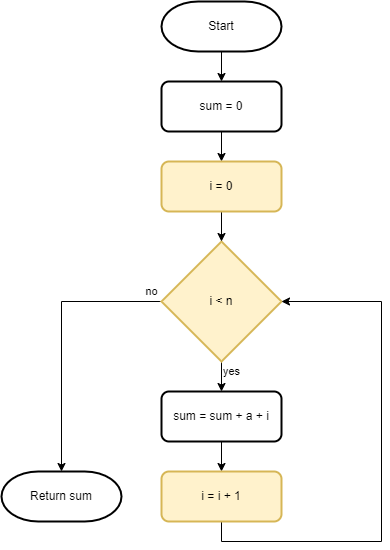 Start
sum = 0
i = 0
i < n
no
yes
sum = sum + a + i
Return sum
i = i + 1